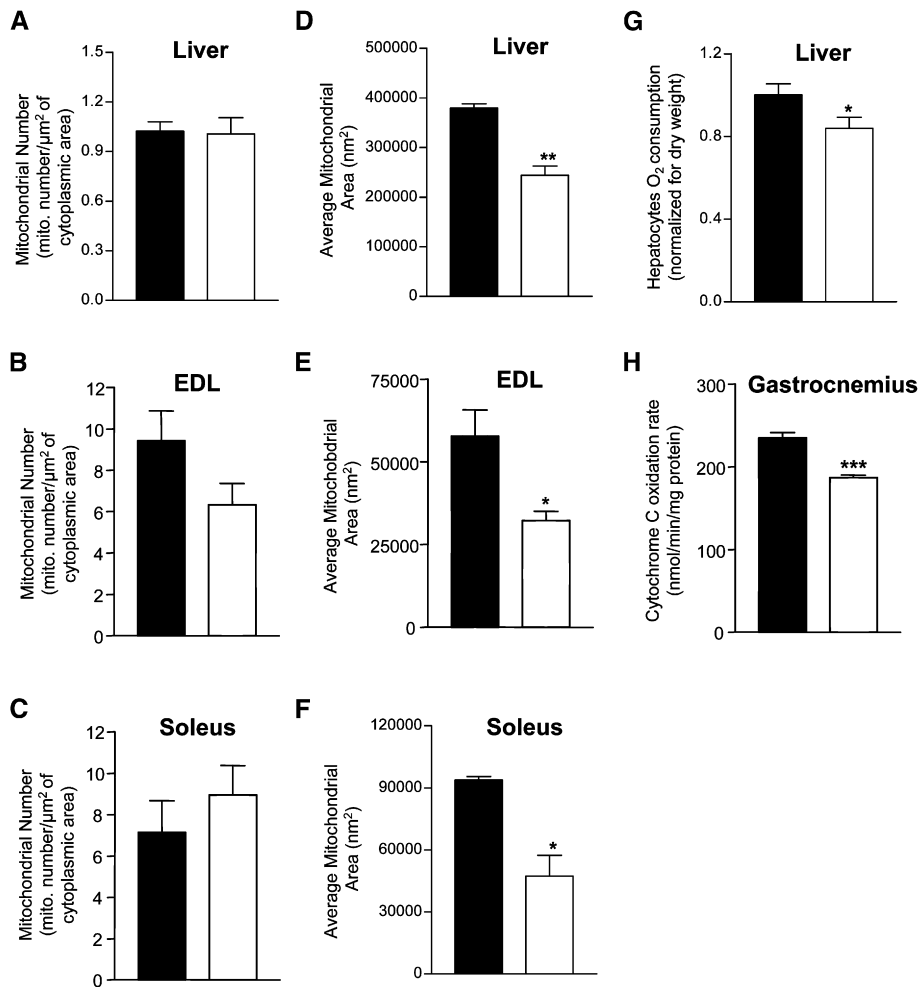 A
Liver
Mitochondrial Number
(mito. number/µm² of
cytoplasmic area)
1.5
1.2
0.9
0.6
0.3
0.0
D
Liver
Average Mitochondrial
Area (nm²)
500000
400000
300000
200000
100000
0
**
G
Liver
Hepatocytes O₂ consumption
(normalized for dry weight)
1.2
0.8
0.4
0.0
*
B
EDL
Mitochondrial Number
(mito. number/µm² of
cytoplasmic area)
12
10
8
6
4
2
0
E
EDL
Average Mitochobdrial
Area (nm²)
75000
50000
25000
0
*
H
Gastrocnemius
Cytochrome C oxidation rate
(nmol/min/mg protein)
300
200
100
0
***
C
Soleus
Mitochondrial Number
(mito. number/µm² of
cytoplasmic area)
12
10
8
6
4
2
0
F
Soleus
Average Mitochondrial
Area (nm²)
120000
90000
60000
30000
0
*